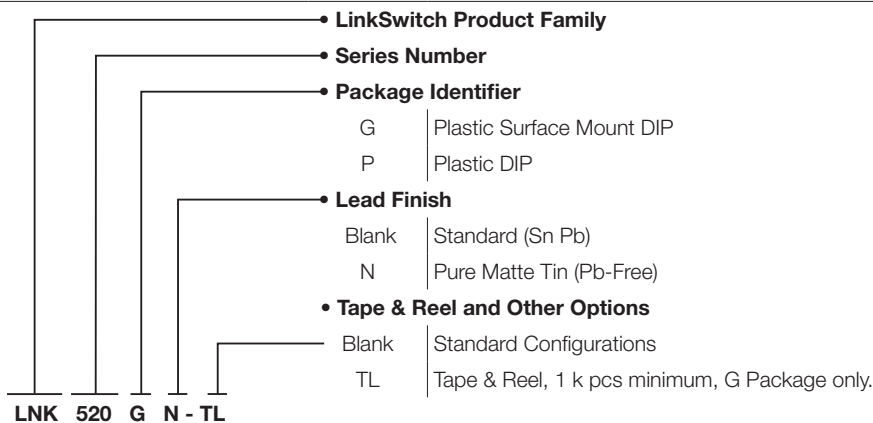 • LinkSwitch Product Family
• Series Number
• Package Identifier
G Plastic Surface Mount DIP
P Plastic DIP
• Lead Finish
Blank Standard (Sn Pb)
N Pure Matte Tin (Pb-Free)
• Tape & Reel and Other Options
Blank Standard Configurations
TL Tape & Reel, 1 k pcs minimum, G Package only.
LNK 520 G N - TL